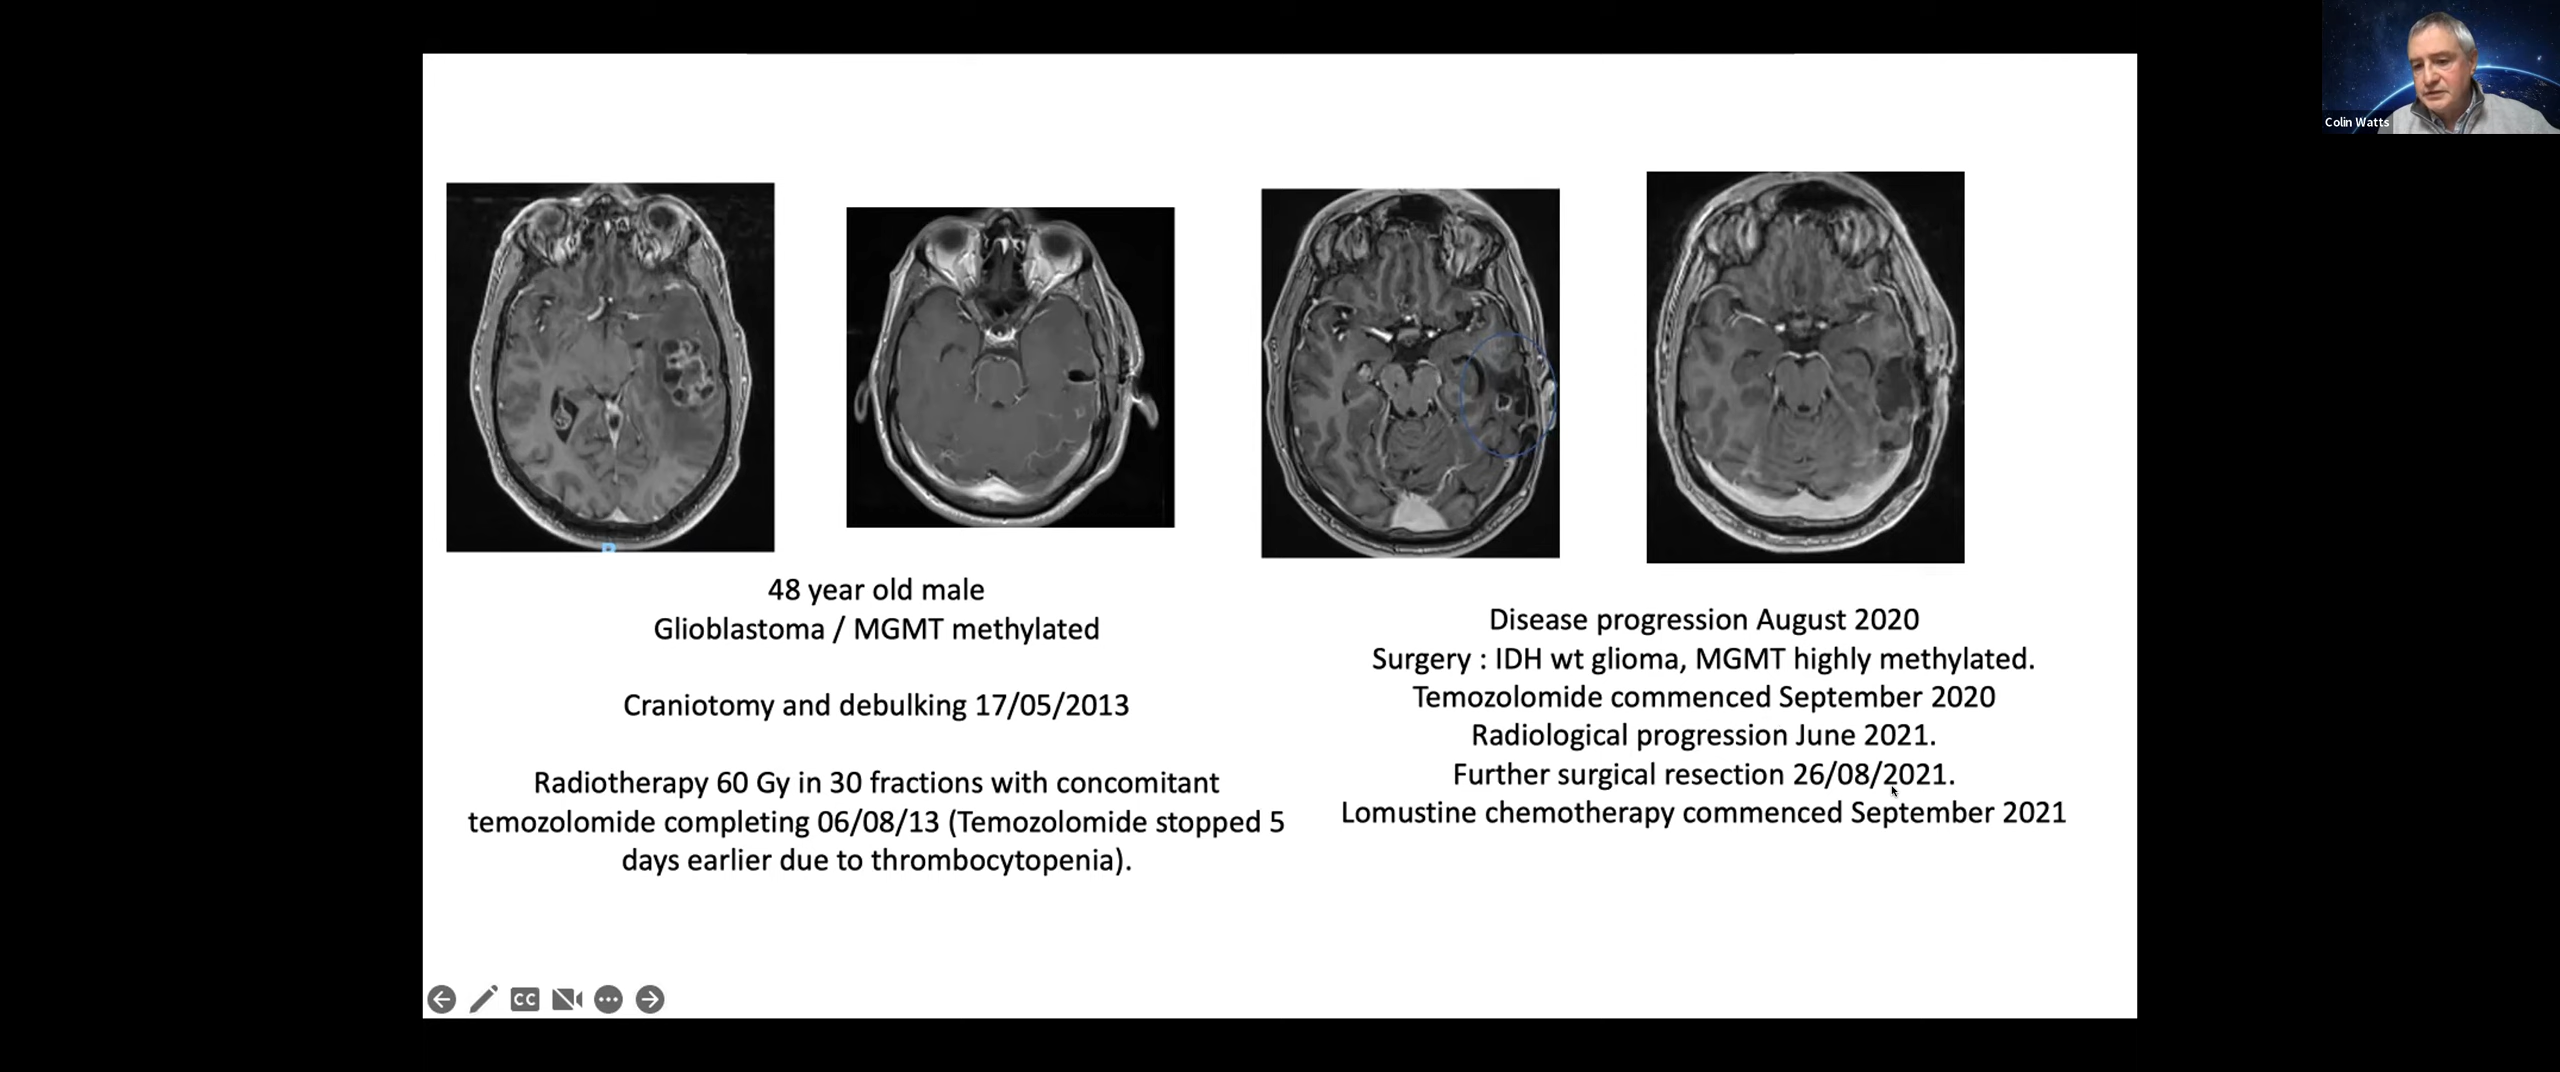 Colin Watts
48 year old male
Glioblastoma / MGMT methylated
Craniotomy and debulking 17/05/2013
Radiotherapy 60 Gy in 30 fractions with concomitant
temozolomide completing 06/08/13 (Temozolomide stopped 5
days earlier due to thrombocytopenia).
Disease progression August 2020
Surgery : IDH wt glioma, MGMT highly methylated.
Temozolomide commenced September 2020
Radiological progression June 2021.
Further surgical resection 26/08/2021.
Lomustine chemotherapy commenced September 2021
CC